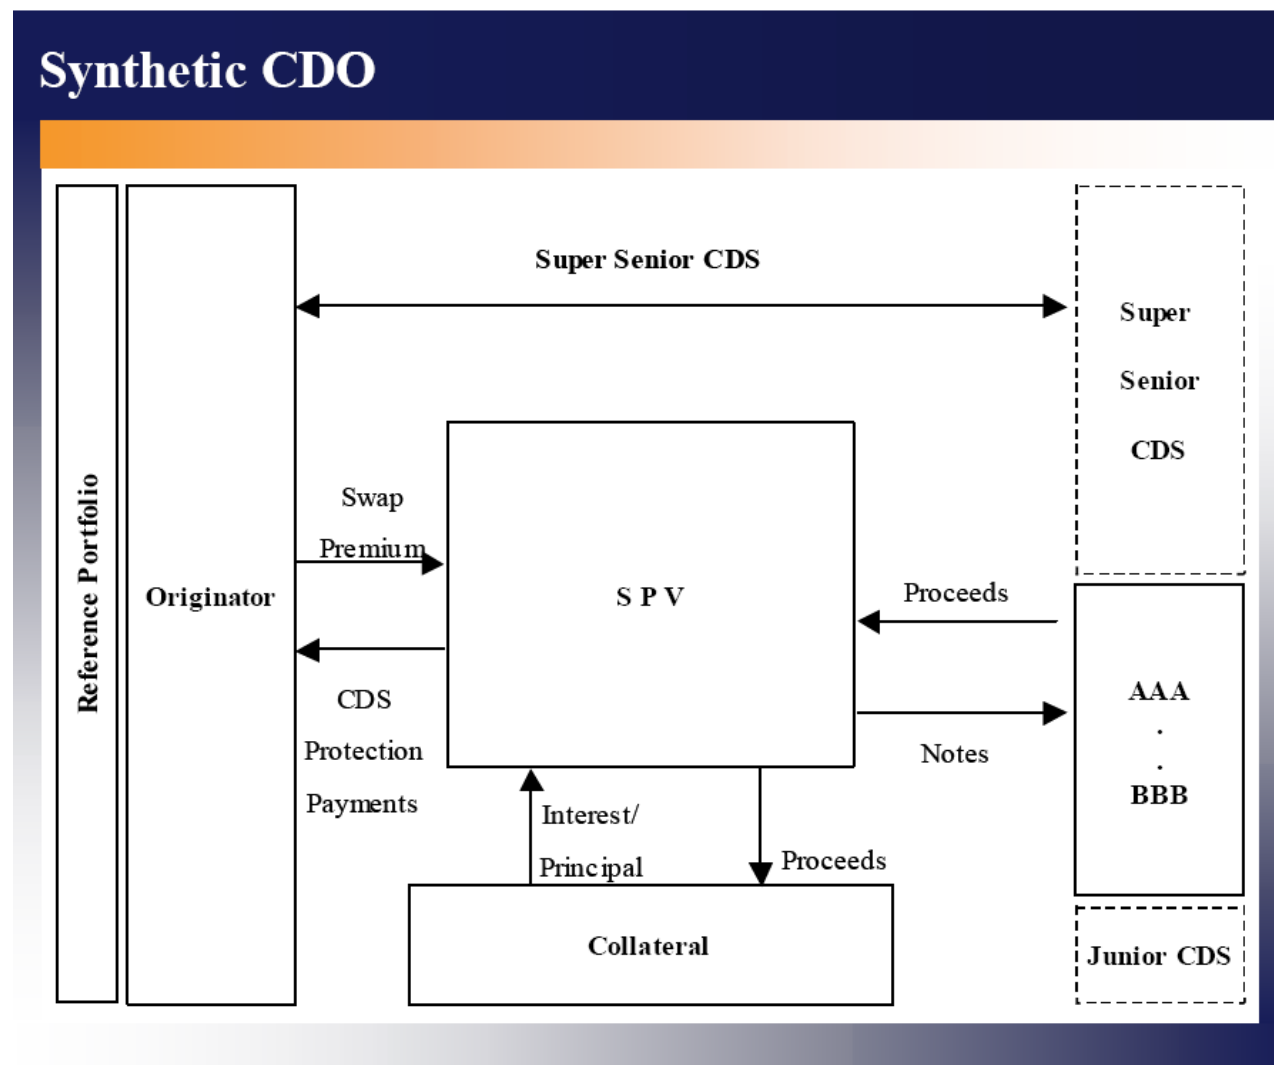 Synthetic CDO
Reference Portfolio
Originator
Super Senior CDS
Swap
Premium
CDS
Protection
Payments
S P V
Interest/
Principal
Proceeds
Collateral
Proceeds
Notes
Super
Senior
CDS
AAA
.
.
BBB
Junior CDS